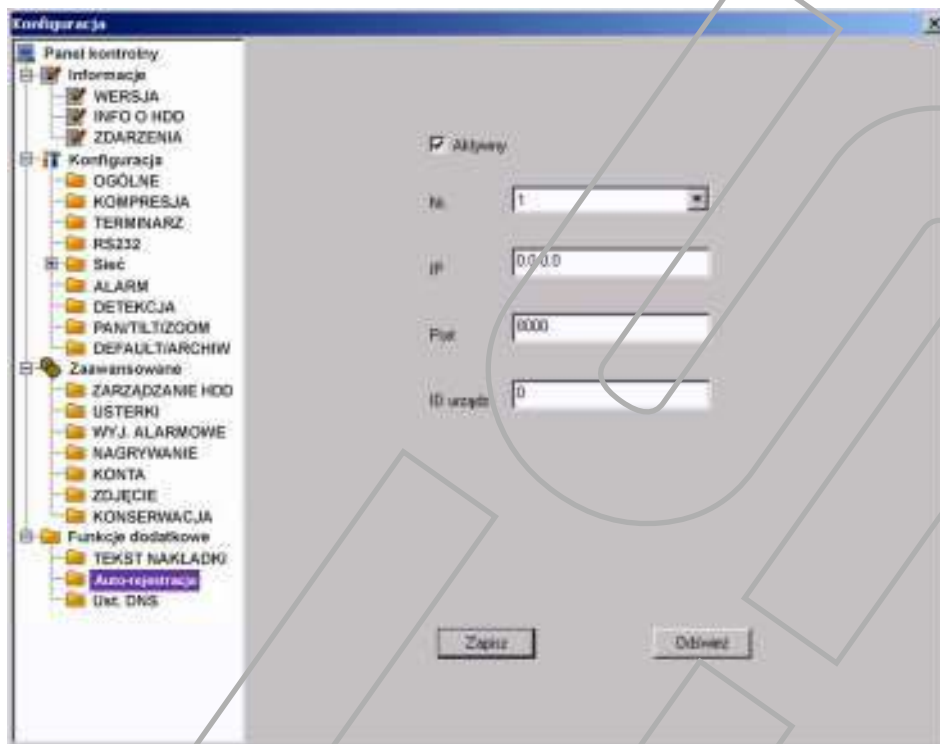 Konfiguracja
Panel kontrolny
Informacje
WERSJA
INFO O HDD
ZDARZENIA
Konfiguracja
OGÓLNE
KOMPRESJA
TERMINARZ
RS232
Sieć
ALARM
DETEKCJA
PAN/TILT/ZOOM
DEFAULT/ARCHIW
Zaawansowane
ZARZĄDZANIE HDD
USTERKI
WYJ. ALARMOWE
NAGRYWANIE
KONTA
ZDJĘCIE
KONSERWACJA
Funkcje dodatkowe
TEKST NAKŁADKI
Auto-rejestracja
Ust. DNS
Aktywny
Nr. 1
IP 0.0.0.0
Port 8000
ID urządz 0
Zapisz Odśwież